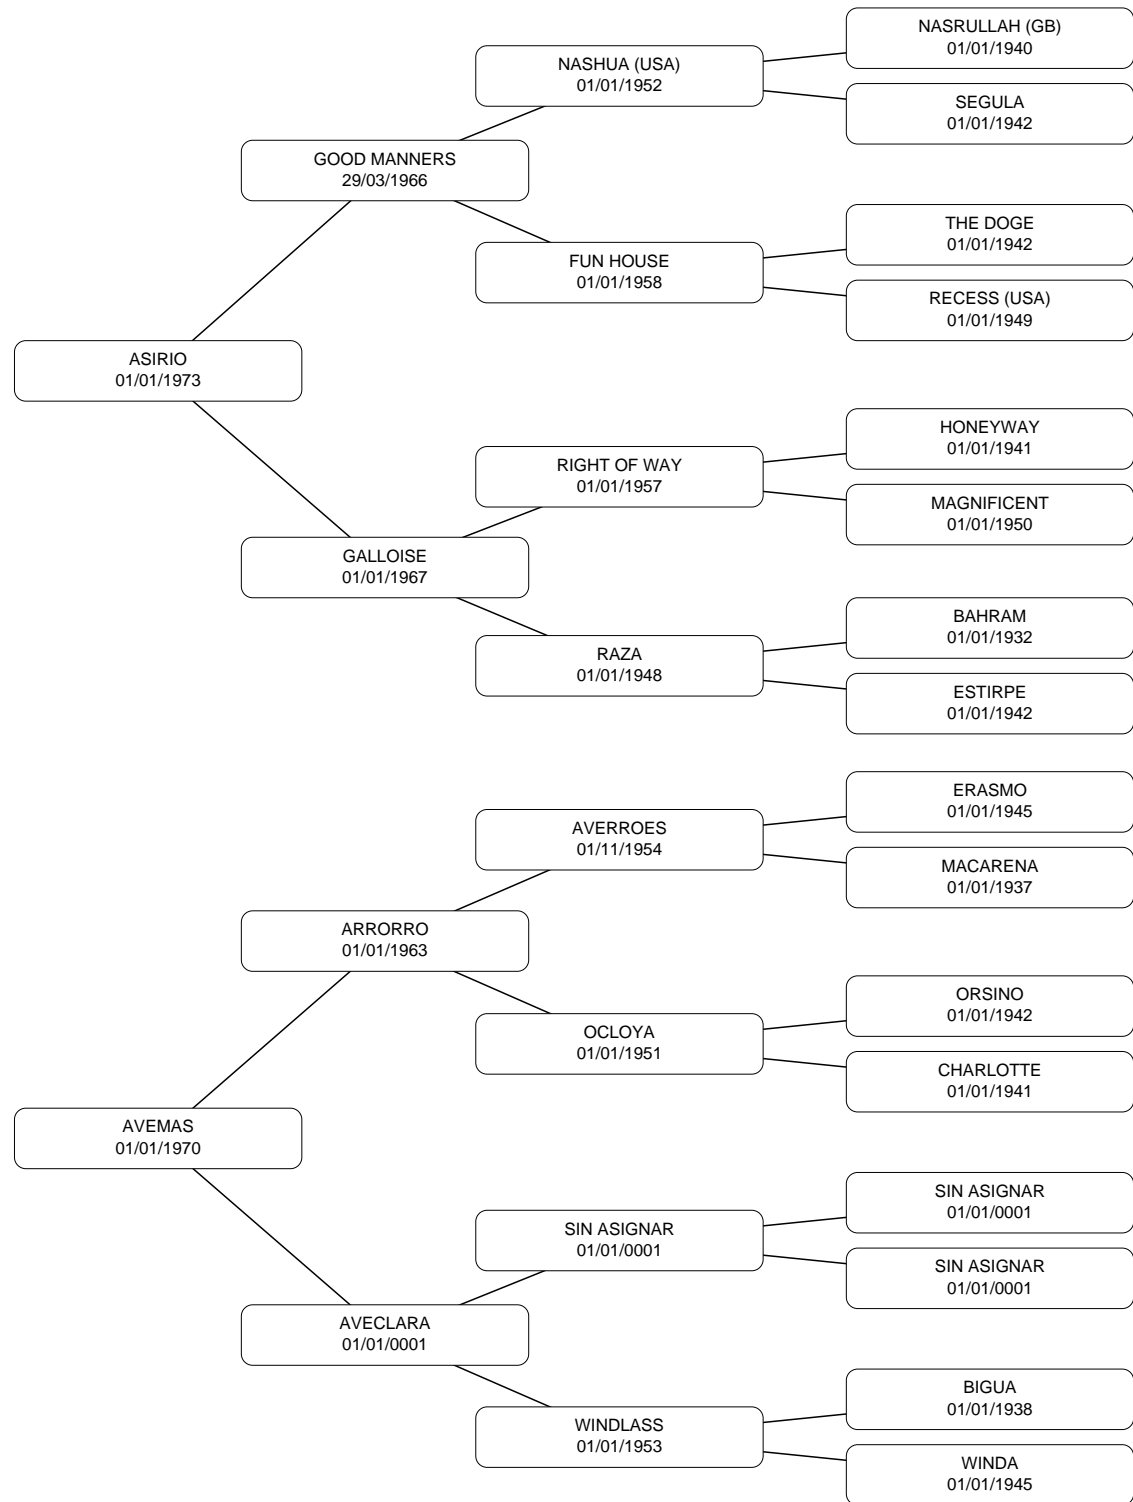 NASRULLAH (GB)
01/01/1940
NASHUA (USA)
01/01/1952
SEGULA
01/01/1942
GOOD MANNERS
29/03/1966
THE DOGE
01/01/1942
FUN HOUSE
01/01/1958
RECESS (USA)
01/01/1949
ASIRIO
01/01/1973
HONEYWAY
01/01/1941
RIGHT OF WAY
01/01/1957
MAGNIFICENT
01/01/1950
GALLOISE
01/01/1967
BAHRAM
01/01/1932
RAZA
01/01/1948
ESTIRPE
01/01/1942
ERASMO
01/01/1945
AVERROES
01/11/1954
MACARENA
01/01/1937
ARRORRO
01/01/1963
ORSINO
01/01/1942
OCLOYA
01/01/1951
CHARLOTTE
01/01/1941
AVEMAS
01/01/1970
SIN ASIGNAR
01/01/0001
SIN ASIGNAR
01/01/0001
SIN ASIGNAR
01/01/0001
AVECLARA
01/01/0001
BIGUA
01/01/1938
WINDLASS
01/01/1953
WINDA
01/01/1945